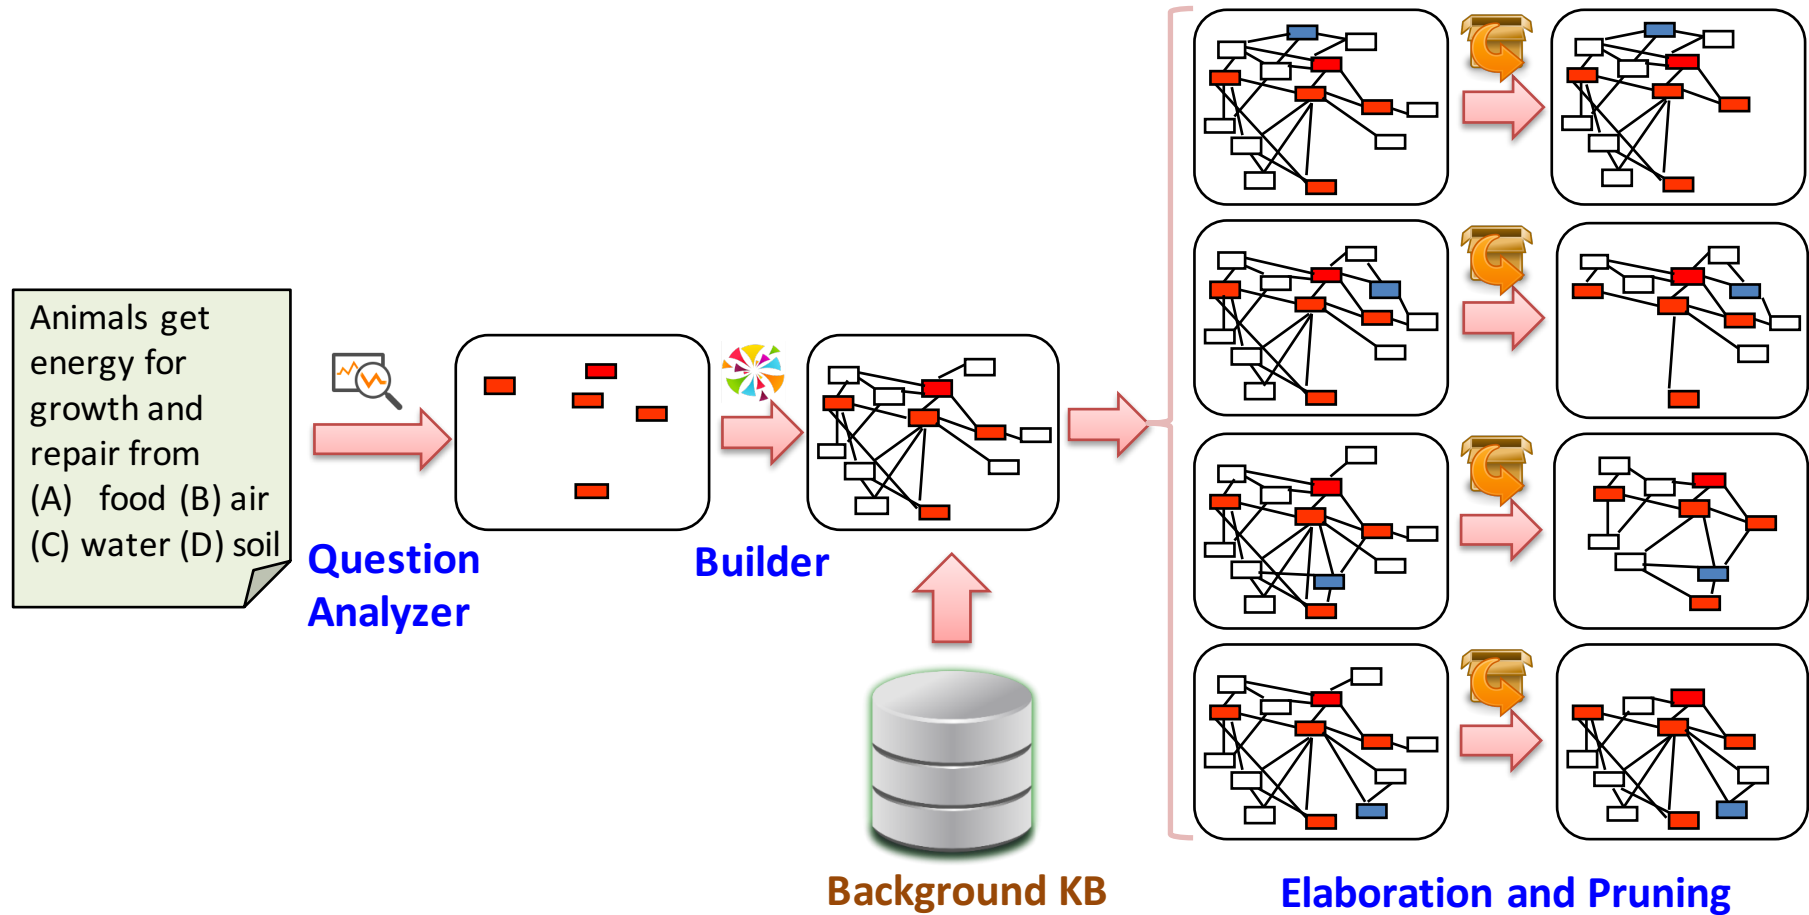 Animals get
energy for
growth and
repair from
(A) food (B) air
(C) water (D) soil
Question
Analyzer
Builder
Background KB
Elaboration and Pruning